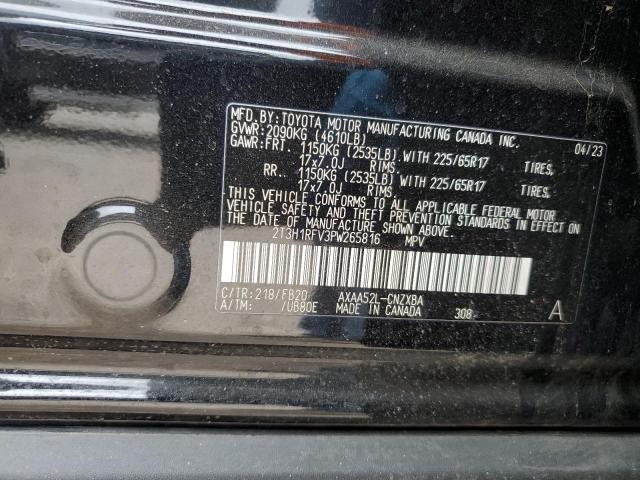 MFD.BY:TOYOTA MOTOR MANUFACTURING CANADA INC. 04/23
GVWR:2090KG (4610LB)
GAWR:FRT. 1150KG (2535LB) WITH 225/65R17 TIRES,
17x7.0J RIMS.
RR. 1150KG (2535LB) WITH 225/65R17 TIRES,
17x7.0J RIMS
THIS VEHICLE CONFORMS TO ALL APPLICABLE FEDERAL MOTOR
VEHICLE SAFETY AND THEFT PREVENTION STANDARDS IN EFFECT ON
THE DATE OF MANUFACTURE SHOWN ABOVE.
2T3H1RFV3PW265816 MPV
C/TR:218/FB20 AXAA52L-CNZXBA
A/TM: /UB80E MADE IN CANADA 308- A